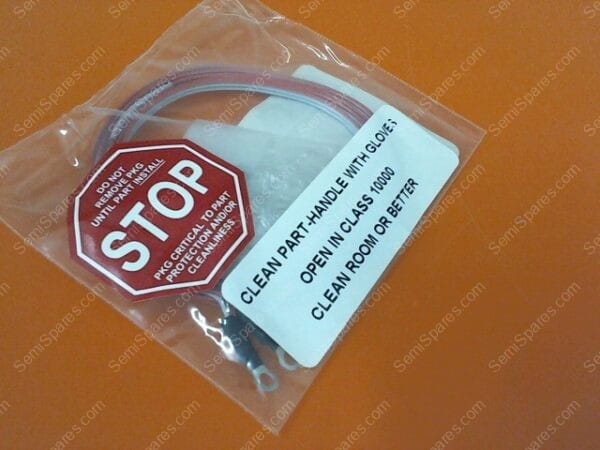 DO NOT
REMOVE PKG
UNTIL PART INSTALL
STOP
PKG CRITICAL TO PART
PROTECTION AND/OR
CLEANLINESS
CLEAN PART-HANDLE WITH GLOVES
OPEN IN CLASS 10000
CLEAN ROOM OR BETTER
SemiSpares.com